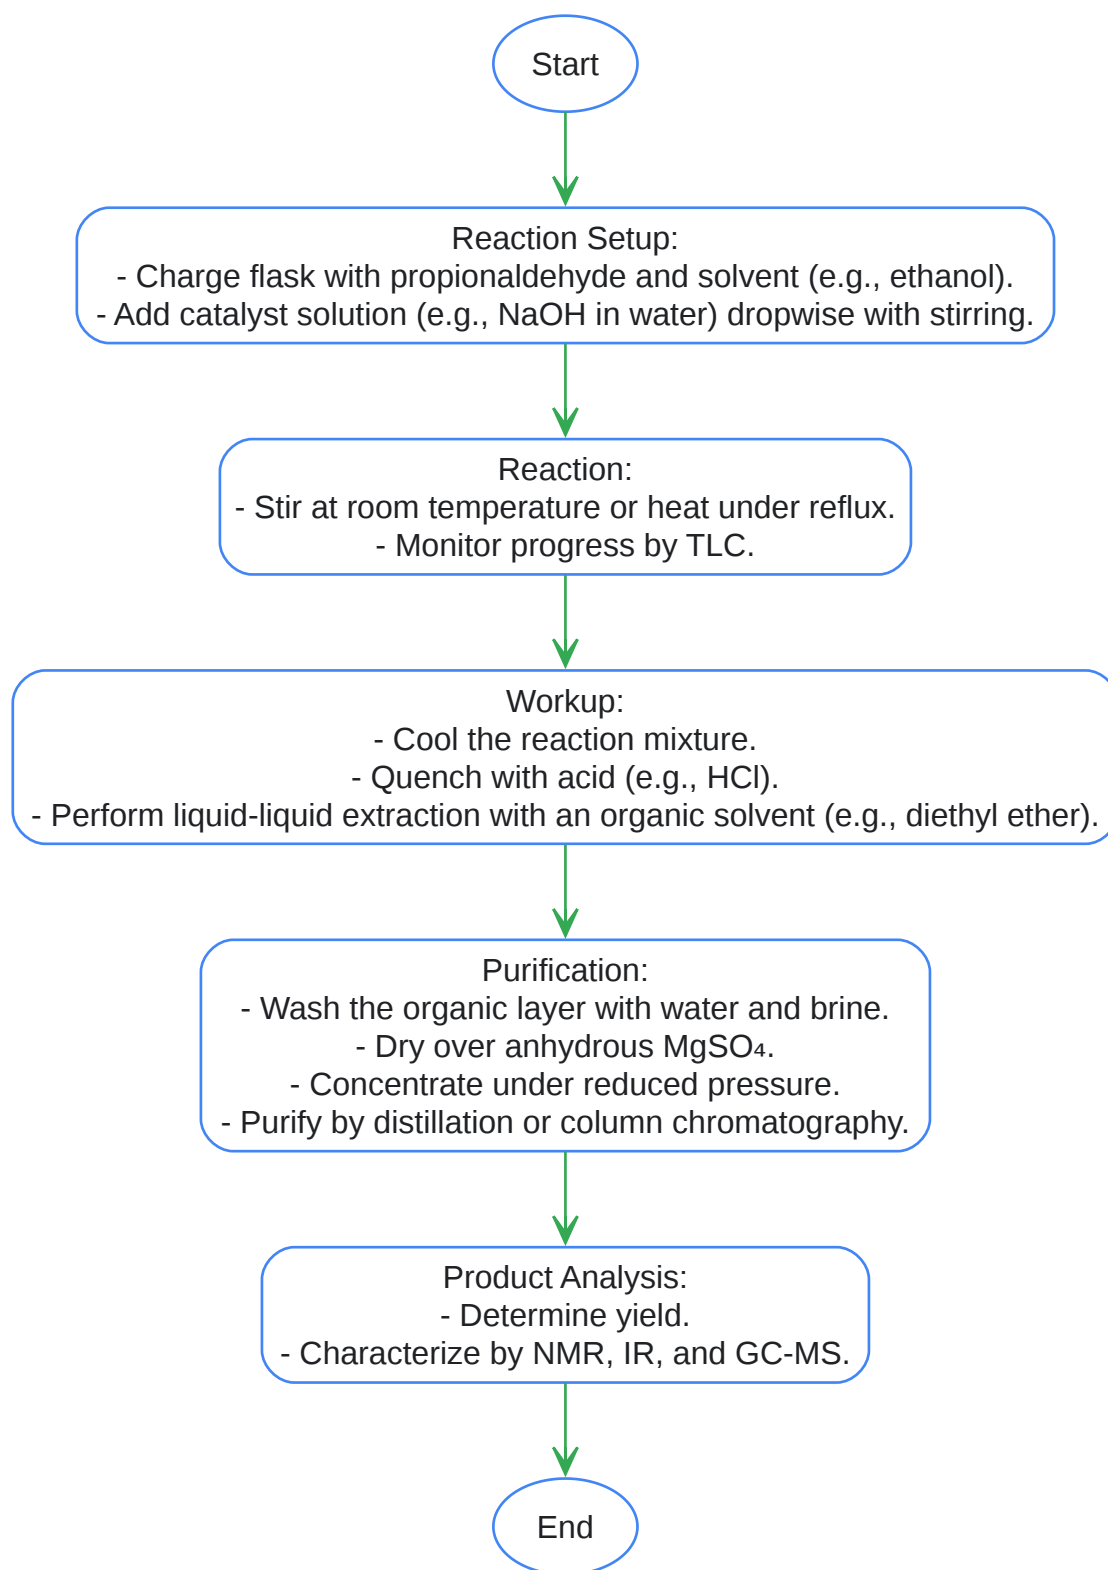 Start
Reaction Setup:
- Charge flask with propionaldehyde and solvent (e.g., ethanol).
- Add catalyst solution (e.g., NaOH in water) dropwise with stirring.
Reaction:
- Stir at room temperature or heat under reflux.
- Monitor progress by TLC.
Workup:
- Cool the reaction mixture.
- Quench with acid (e.g., HCl).
- Perform liquid-liquid extraction with an organic solvent (e.g., diethyl ether).
Purification:
- Wash the organic layer with water and brine.
- Dry over anhydrous MgSO₄.
- Concentrate under reduced pressure.
- Purify by distillation or column chromatography.
Product Analysis:
- Determine yield.
- Characterize by NMR, IR, and GC-MS.
End